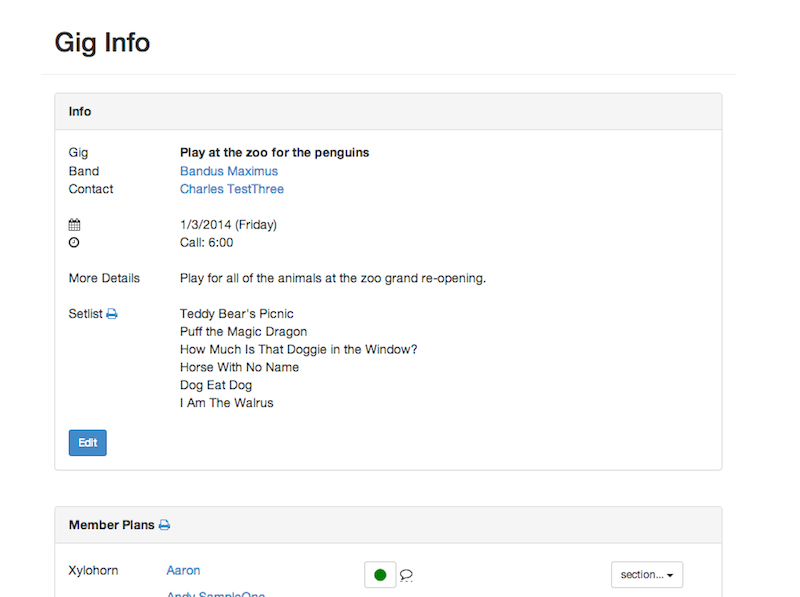 Gig Info
Info
Gig Play at the zoo for the penguins
Band Bandus Maximus
Contact Charles TestThree
1/3/2014 (Friday)
Call: 6:00
More Details Play for all of the animals at the zoo grand re-opening.
Setlist Teddy Bear's Picnic
Puff the Magic Dragon
How Much Is That Doggie in the Window?
Horse With No Name
Dog Eat Dog
I Am The Walrus
Edit
Member Plans
Xylohorn Aaron section...
Andy SampleOne